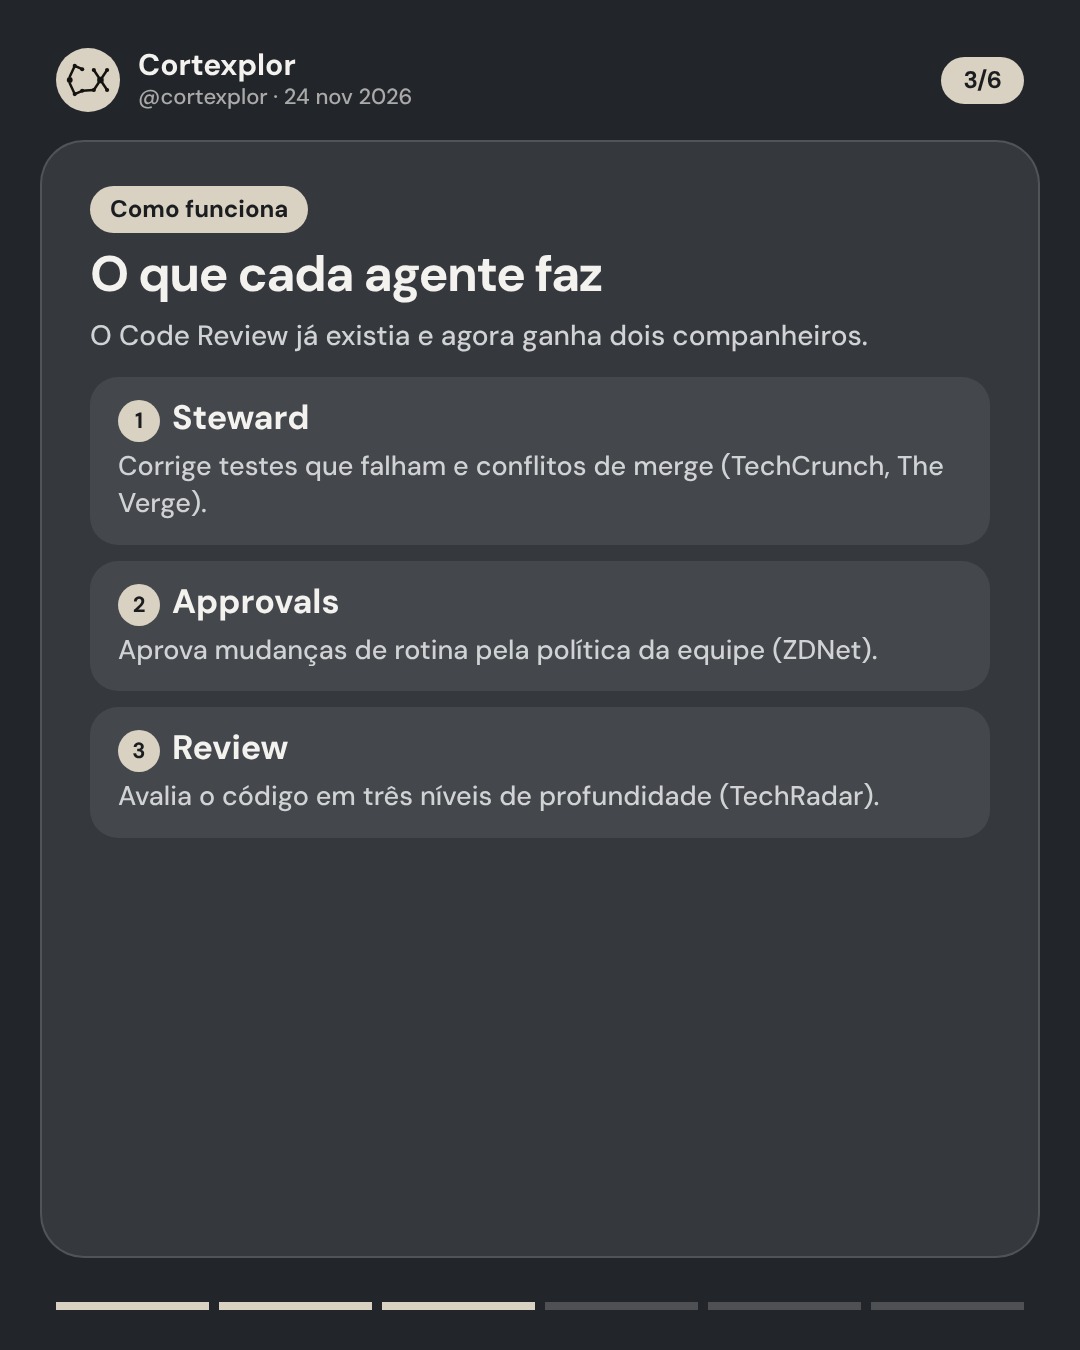 Cortexplor
@cortexplor · 24 nov 2026
3/6
Como funciona
O que cada agente faz
O Code Review já existia e agora ganha dois companheiros.
1 Steward
Corrige testes que falham e conflitos de merge (TechCrunch, The
Verge).
2 Approvals
Aprova mudanças de rotina pela política da equipe (ZDNet).
3 Review
Avalia o código em três níveis de profundidade (TechRadar).